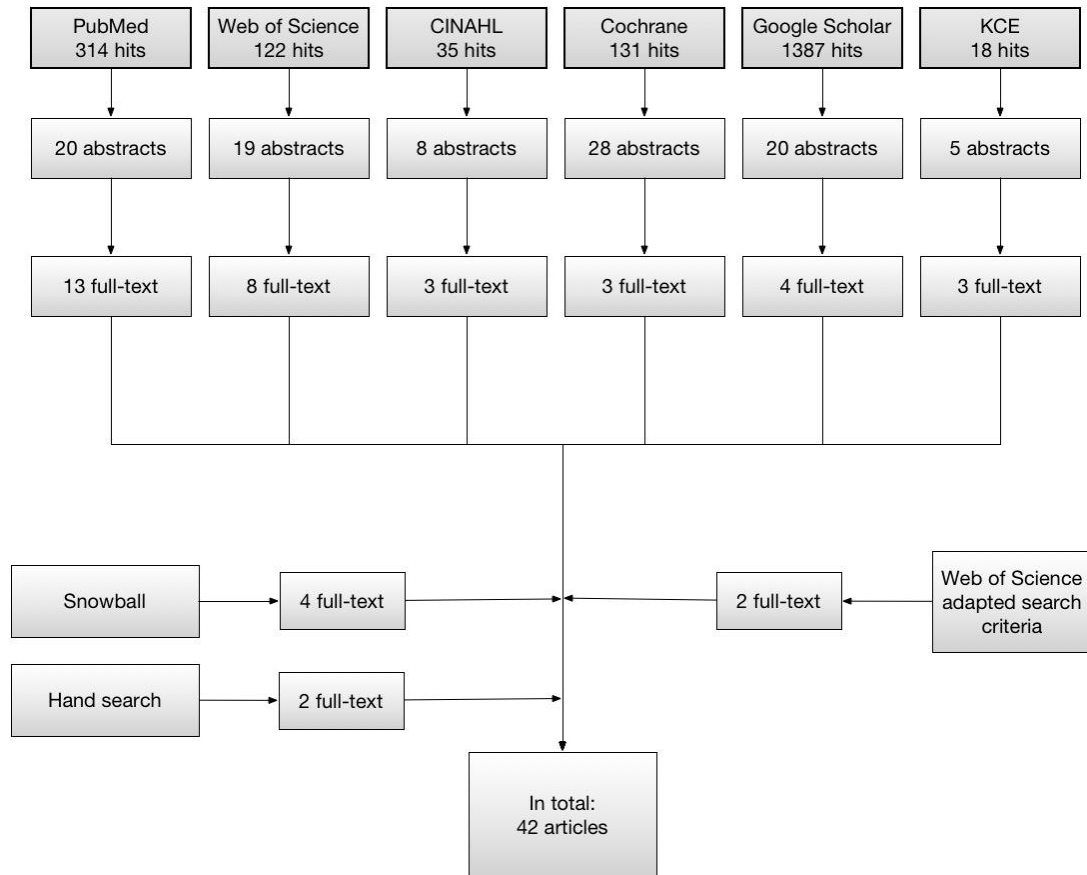 PubMed
314 hits
Web of Science
122 hits
CINAHL
35 hits
Cochrane
131 hits
Google Scholar
1387 hits
KCE
18 hits
20 abstracts
19 abstracts
8 abstracts
28 abstracts
20 abstracts
5 abstracts
13 full-text
8 full-text
3 full-text
3 full-text
4 full-text
3 full-text
Snowball
4 full-text
2 full-text
Web of Science
adapted search
criteria
Hand search
2 full-text
In total:
42 articles